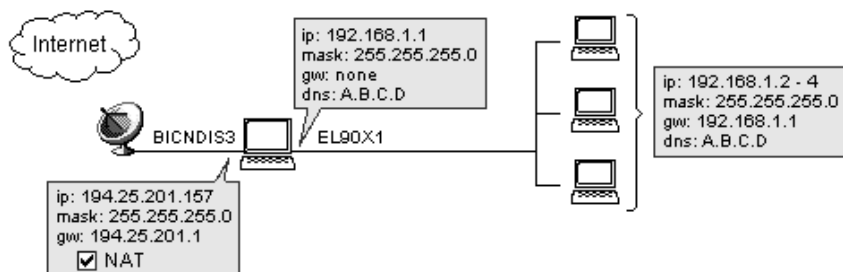 Internet
ip: 192.168.1.1
mask: 255.255.255.0
gw: none
dns: A.B.C.D
BICNDIS3
EL90X1
ip: 192.168.1.2 - 4
mask: 255.255.255.0
gw: 192.168.1.1
dns: A.B.C.D
ip: 194.25.201.157
mask: 255.255.255.0
gw: 194.25.201.1
NAT